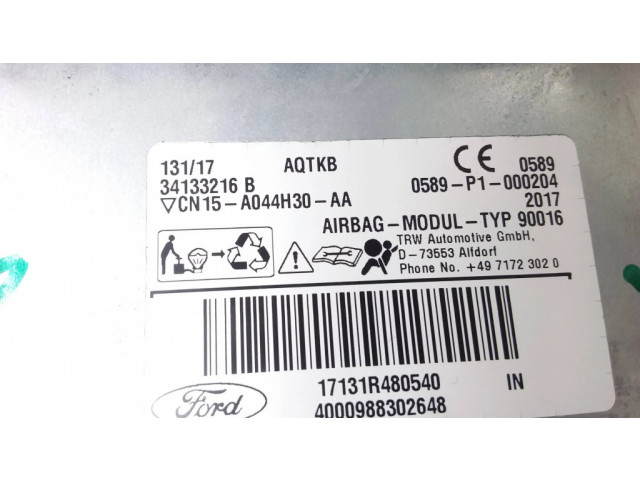 131/17 AQTKB CE 0589
34133216 B 0589-P1-000204
▽CN15-A044H30-AA 2017
AIRBAG-MODUL-TYP 90016
TRW Automotive GmbH,
D-73553 Alfdorf
Phone No. +49 7172 302 0
17131R480540 IN
Ford 4000988302648